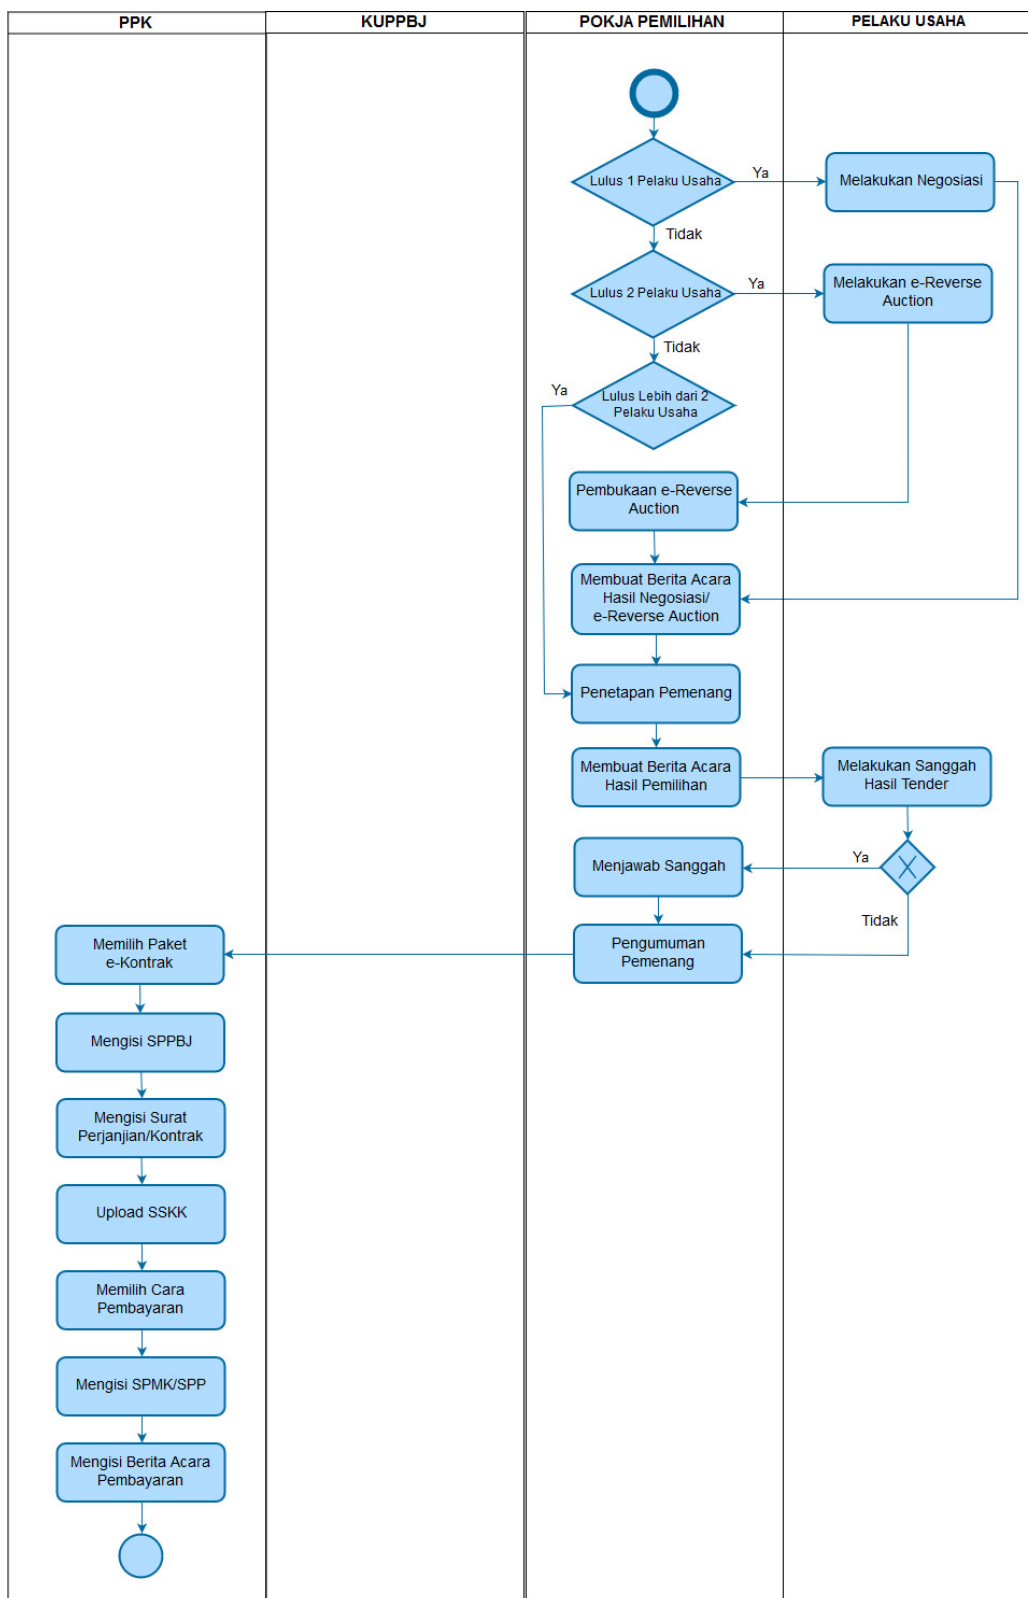 PPK
KUPPBJ
POKJA PEMILIHAN
PELAKU USAHA
Lulus 1 Pelaku Usaha
Ya
Melakukan Negosiasi
Tidak
Lulus 2 Pelaku Usaha
Ya
Melakukan e-Reverse
Auction
Tidak
Ya
Lulus Lebih dari 2
Pelaku Usaha
Pembukaan e-Reverse
Auction
Membuat Berita Acara
Hasil Negosiasi/
e-Reverse Auction
Penetapan Pemenang
Membuat Berita Acara
Hasil Pemilihan
Melakukan Sanggah
Hasil Tender
Menjawab Sanggah
Ya
X
Tidak
Pengumuman
Pemenang
Memilih Paket
e-Kontrak
Mengisi SPPBJ
Mengisi Surat
Perjanjian/Kontrak
Upload SSKK
Memilih Cara
Pembayaran
Mengisi SPMK/SPP
Mengisi Berita Acara
Pembayaran